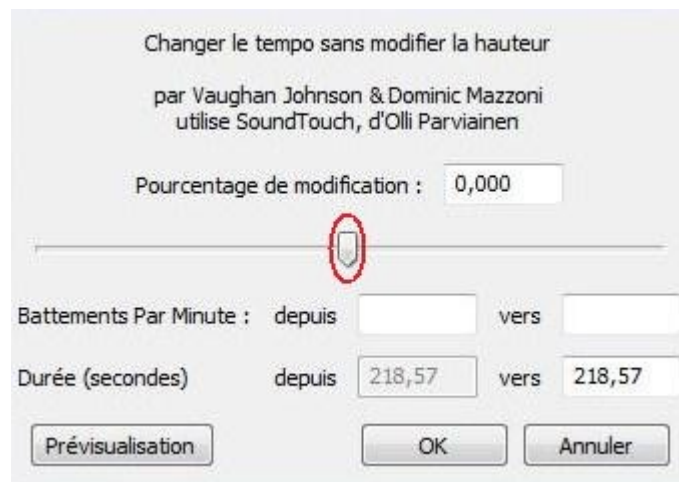 Changer le tempo sans modifier la hauteur
par Vaughan Johnson & Dominic Mazzoni
utilise SoundTouch, d'Olli Parviainen
Pourcentage de modification : 0,000
Battements Par Minute : depuis vers
Durée (secondes) depuis 218,57 vers 218,57
Prévisualisation OK Annuler